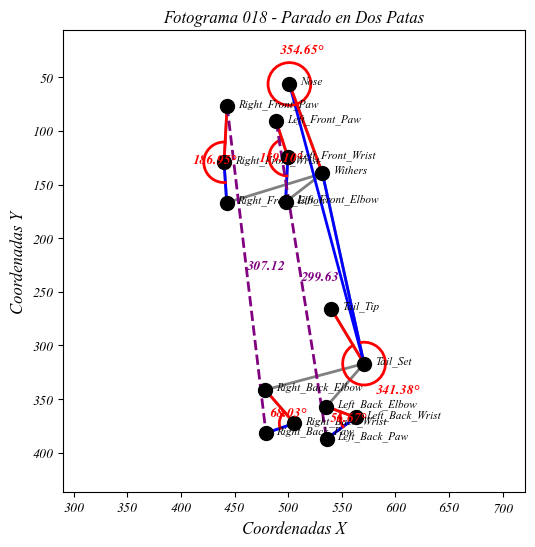 Fotograma 018 - Parado en Dos Patas
354.65°
Nose
Right_Front_Paw
Left_Front_Paw
Left_Front_Wrist
Withers
Right_Front_Elbow
Left_Front_Elbow
307.12
299.63
Tail_Tip
Tail_Set
341.38°
Right_Back_Elbow
Left_Back_Elbow
68.03°
Left_Back_Wrist
Right_Back_Wrist
Right_Back_Paw
Left_Back_Paw
Coordenadas Y
50
100
150
200
250
300
350
400
300
350
400
450
500
550
600
650
700
Coordenadas X